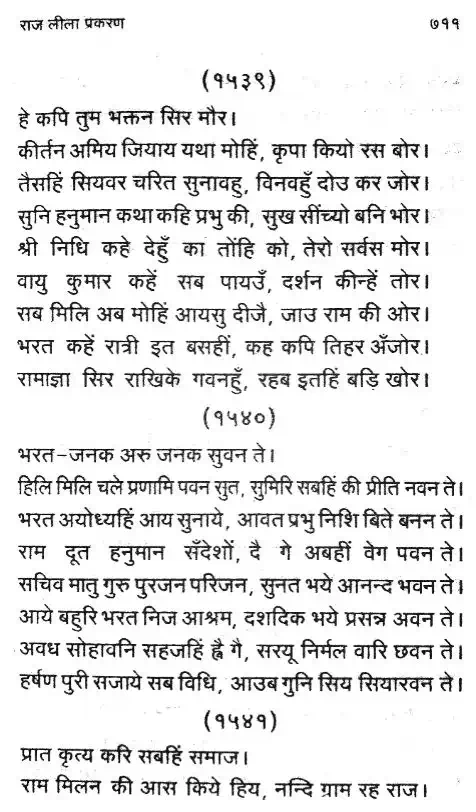 राज लीला प्रकरण ७११
(१५३९)
हे कपि तुम भक्तन सिर मौर।
कीर्तन अमिय जियाय यथा मोहिं, कृपा कियो रस बोर।
तैसहिं सियवर चरित सुनावहु, विनवहुँ दोउ कर जोर।
सुनि हनुमान कथा कहि प्रभु की, सुख सींच्यो बनि भोर।
श्री निधि कहे देहुँ का तोंहि को, तेरो सर्वस मोर।
वायु कुमार कहें सब पायउँ, दर्शन कीन्हें तोर।
सब मिलि अब मोहिं आयसु दीजै, जाउ राम की ओर।
भरत कहें रात्री इत बसहीं, कह कपि तिहर अँजोर।
रामाज्ञा सिर राखिके गवनहुँ, रहब इतहिं बड़ि खोर।
(१५४०)
भरत-जनक अरु जनक सुवन ते।
हिलि मिलि चले प्रणामि पवन सुत, सुमिरि सबहिं की प्रीति नवन ते।
भरत अयोध्यहिं आय सुनाये, आवत प्रभु निशि बिते बनन ते।
राम दूत हनुमान सँदेशों, दै गे अबहीं वेग पवन ते।
सचिव मातु गुरु पुरजन परिजन, सुनत भये आनन्द भवन ते।
आये बहुरि भरत निज आश्रम, दशदिक भये प्रसन्न अवन ते।
अवध सोहावनि सहजहिं ह्वै गै, सरयू निर्मल वारि छवन ते।
हर्षण पुरी सजाये सब विधि, आउब गुनि सिय सियारवन ते।
(१५४१)
प्रात कृत्य करि सबहिं समाज।
राम मिलन की आस किये हिय, नन्दि ग्राम रह राज।